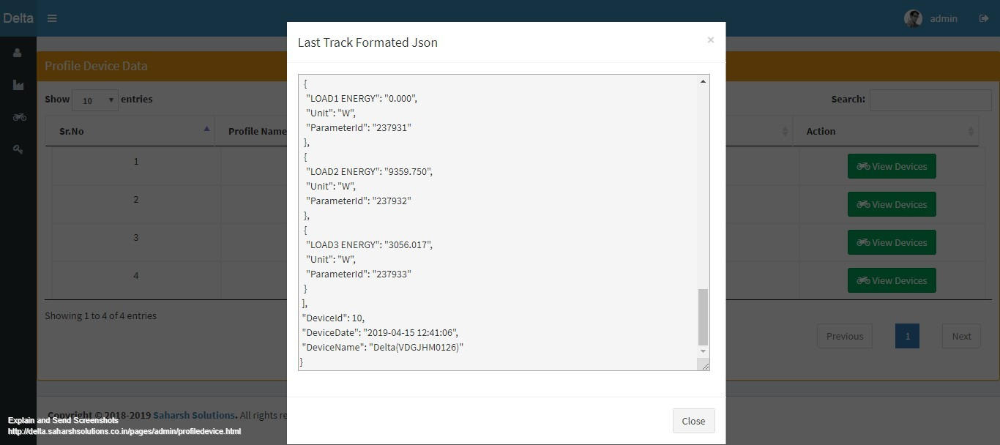 Delta
admin
Last Track Formated Json
×
Profile Device Data
Show 10 entries
Search:
Sr.No
Profile Name
Action
1
View Devices
2
View Devices
3
View Devices
4
View Devices
{
"LOAD1 ENERGY": "0.000",
"Unit": "W",
"ParameterId": "237931"
},
{
"LOAD2 ENERGY": "9359.750",
"Unit": "W",
"ParameterId": "237932"
},
{
"LOAD3 ENERGY": "3056.017",
"Unit": "W",
"ParameterId": "237933"
}
],
"DeviceId": 10,
"DeviceDate": "2019-04-15 12:41:06",
"DeviceName": "Delta(VDGJHM0126)"
}
Showing 1 to 4 of 4 entries
Previous
1
Next
Close
Copyright © 2018-2019 Saharsh Solutions. All rights re
Explain and Send Screenshots
http://delta.saharshsolutions.co.in/pages/admin/profiledevice.html